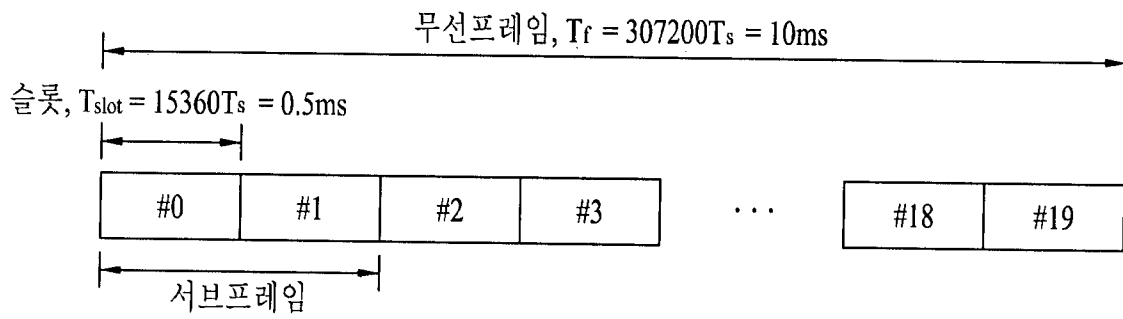 무선프레임, Tf = 307200Ts = 10ms
슬롯, Tslot = 15360Ts = 0.5ms
#0 #1 #2 #3 ··· #18 #19
서브프레임